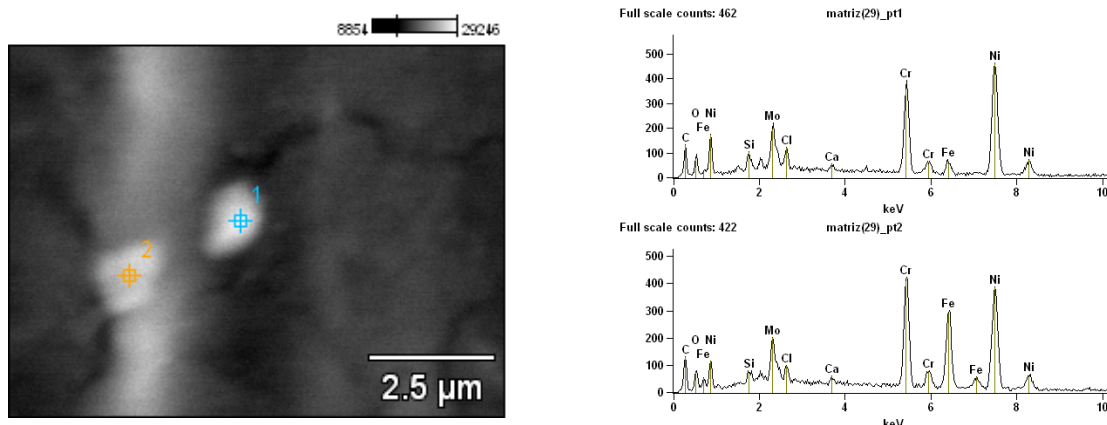 8854 29246
1
2
2.5 µm
Full scale counts: 462 matriz(29)_pt1
500
400
300
200
100
0
C O Fe Ni Si Mo Cl Ca Cr Cr Fe Ni Ni
0 2 4 6 8 10
keV
Full scale counts: 422 matriz(29)_pt2
500
400
300
200
100
0
C O Fe Ni Si Mo Cl Ca Cr Cr Fe Fe Ni Ni
0 2 4 6 8 10
keV